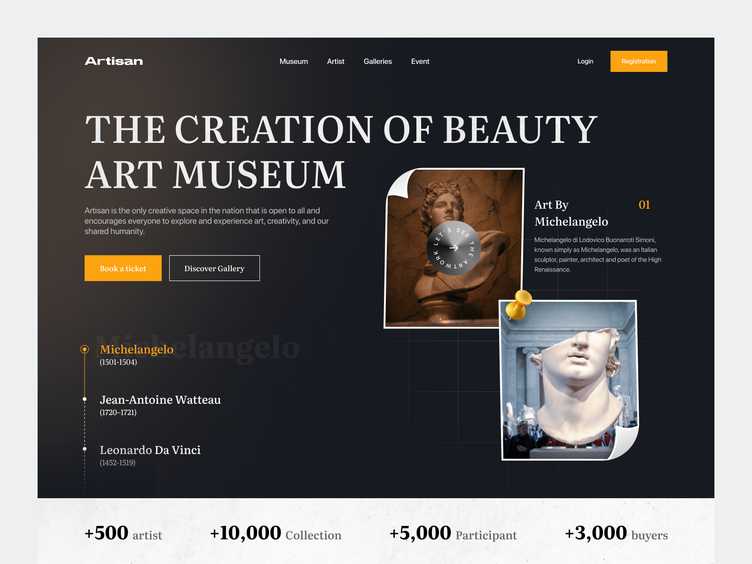 Artisan
Museum Artist Galleries Event
Login
Registration
THE CREATION OF BEAUTY
ART MUSEUM
Artisan is the only creative space in the nation that is open to all and
encourages everyone to explore and experience art, creativity, and our
shared humanity.
Book a ticket
Discover Gallery
LET'S SEE THE ARTWORK
Art By
Michelangelo
01
Michelangelo di Lodovico Buonarroti Simoni,
known simply as Michelangelo, was an Italian
sculptor, painter, architect and poet of the High
Renaissance.
Michelangelo
Michelangelo
(1501-1504)
Jean-Antoine Watteau
(1720–1721)
Leonardo Da Vinci
(1452-1519)
+500 artist
+10,000 Collection
+5,000 Participant
+3,000 buyers